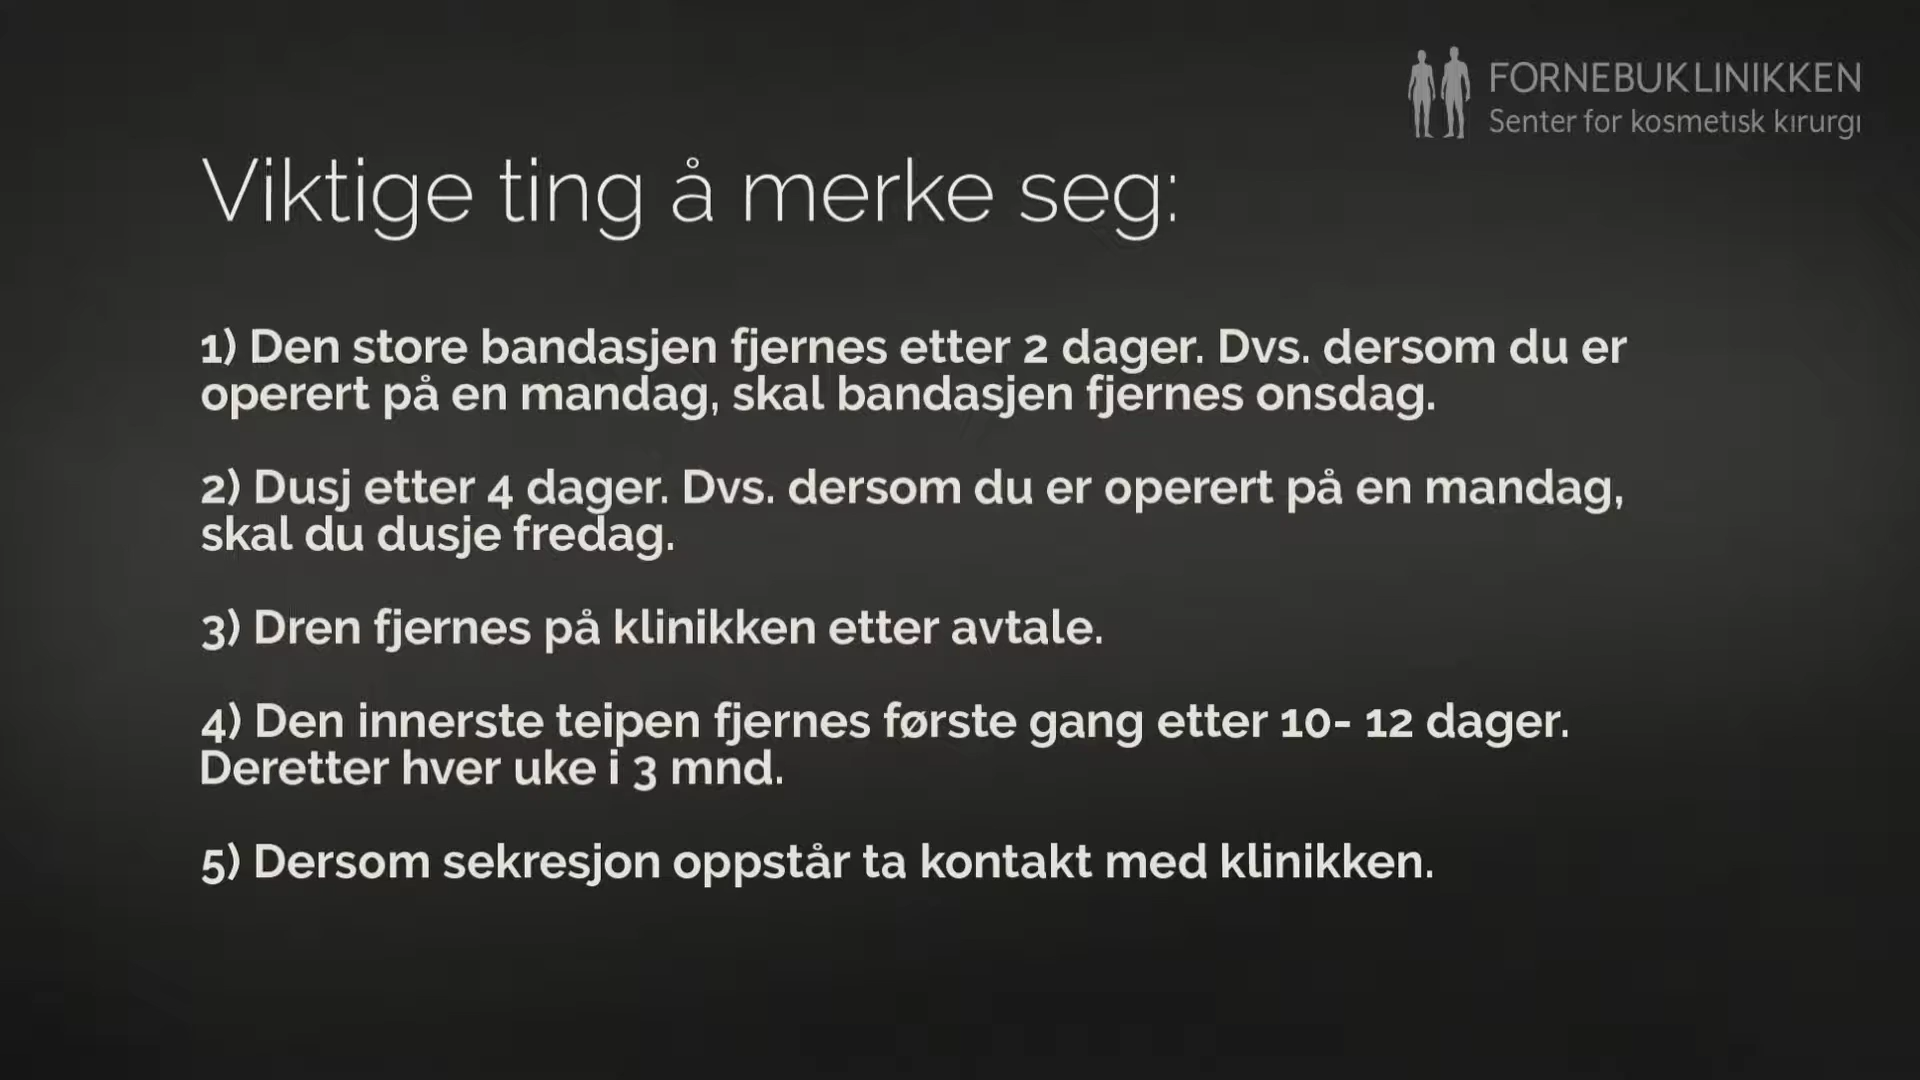 FORNEBUKLINIKKEN
Senter for kosmetisk kirurgi
Viktige ting å merke seg:
1) Den store bandasjen fjernes etter 2 dager. Dvs. dersom du er
operert på en mandag, skal bandasjen fjernes onsdag.
2) Dusj etter 4 dager. Dvs. dersom du er operert på en mandag,
skal du dusje fredag.
3) Dren fjernes på klinikken etter avtale.
4) Den innerste teipen fjernes første gang etter 10- 12 dager.
Deretter hver uke i 3 mnd.
5) Dersom sekresjon oppstår ta kontakt med klinikken.